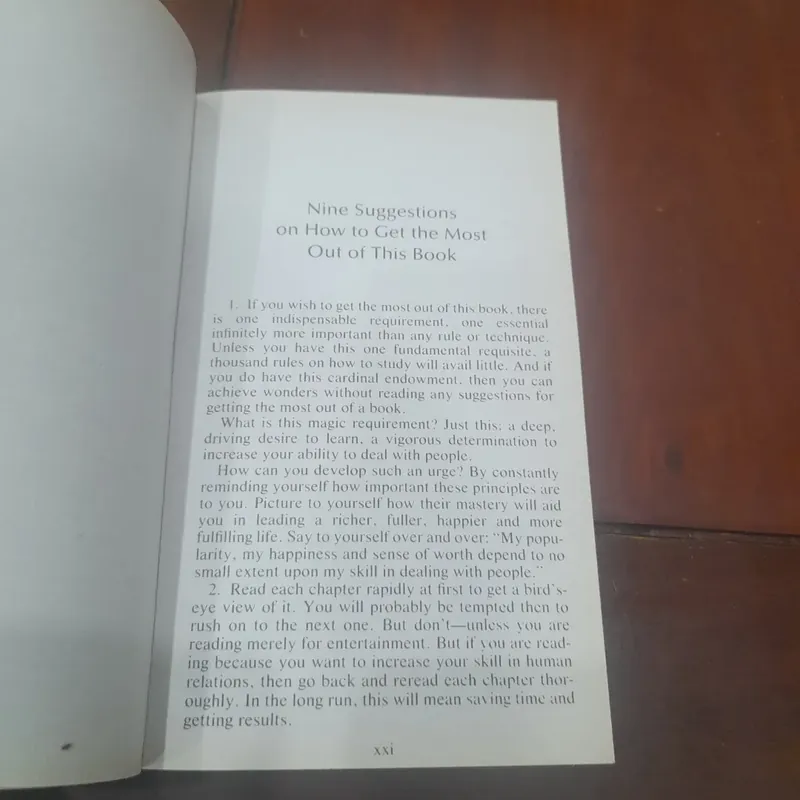 Nine Suggestions
on How to Get the Most
Out of This Book
1. If you wish to get the most out of this book, there
is one indispensable requirement, one essential
infinitely more important than any rule or technique.
Unless you have this one fundamental requisite, a
thousand rules on how to study will avail little. And if
you do have this cardinal endowment, then you can
achieve wonders without reading any suggestions for
getting the most out of a book.
What is this magic requirement? Just this: a deep,
driving desire to learn, a vigorous determination to
increase your ability to deal with people.
How can you develop such an urge? By constantly
reminding yourself how important these principles are
to you. Picture to yourself how their mastery will aid
you in leading a richer, fuller, happier and more
fulfilling life. Say to yourself over and over: “My popu-
larity, my happiness and sense of worth depend to no
small extent upon my skill in dealing with people.”
2. Read each chapter rapidly at first to get a bird’s-
eye view of it. You will probably be tempted then to
rush on to the next one. But don’t—unless you are
reading merely for entertainment. But if you are read-
ing because you want to increase your skill in human
relations, then go back and reread each chapter thor-
oughly. In the long run, this will mean saving time and
getting results.
xxi